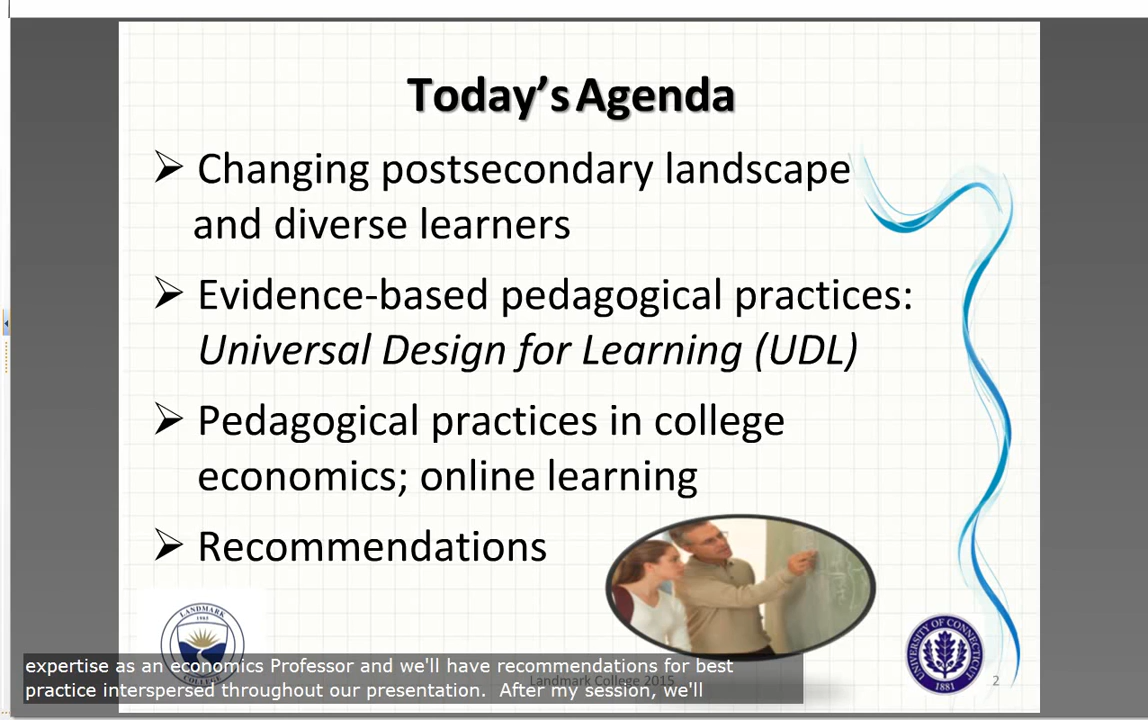 Today's Agenda
Changing postsecondary landscape
and diverse learners
Evidence-based pedagogical practices:
Universal Design for Learning (UDL)
Pedagogical practices in college
economics; online learning
Recommendations
LANDMARK
1985
COLLEGE
UNIVERSITY OF CONNECTICUT
1881
expertise as an economics Professor and we'll have recommendations for best
practice interspersed throughout our presentation. After my session, we'll
Landmark College 2015
2